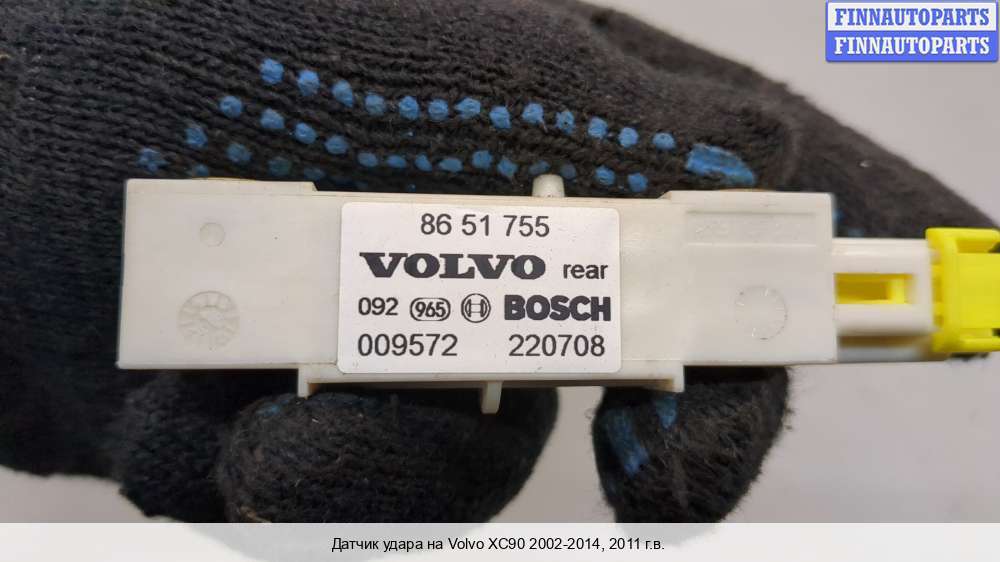 FINNAUTOPARTS
FINNAUTOPARTS
86 51 755
VOLVO rear
092 965 BOSCH
009572 220708
Датчик удара на Volvo XC90 2002-2014, 2011 г.в.